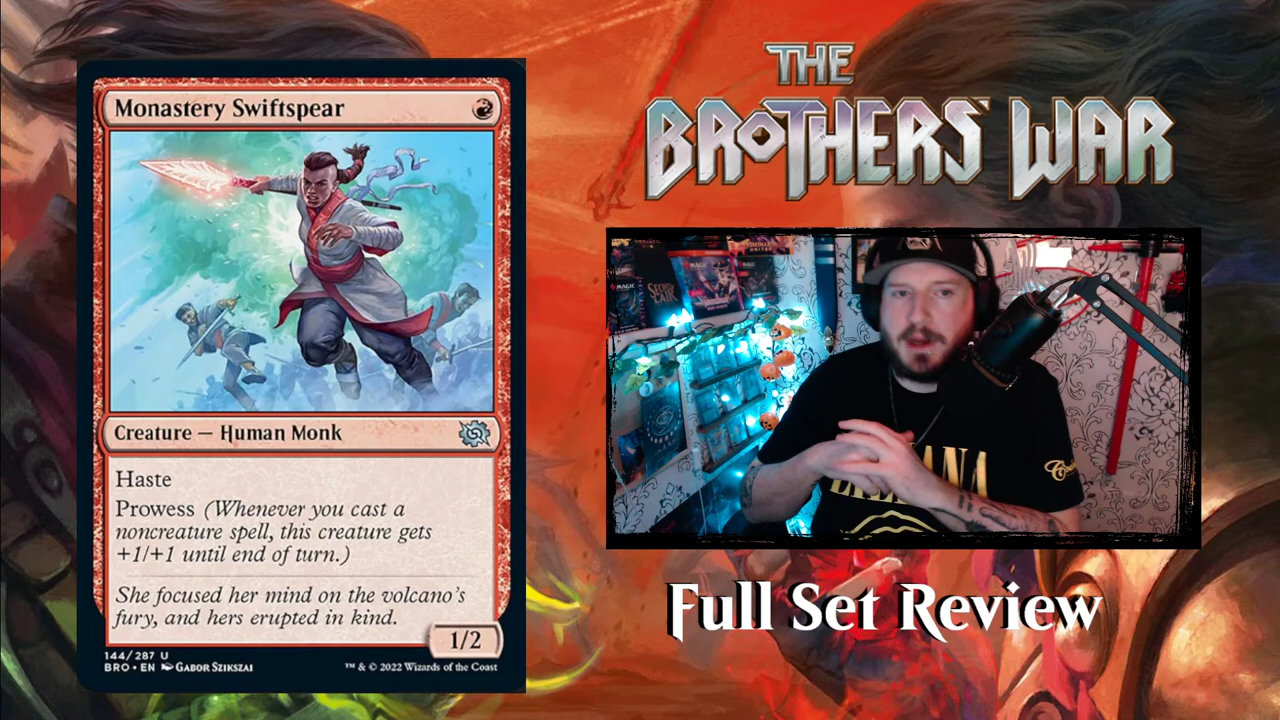 Monastery Swiftspear
Creature — Human Monk
Haste
Prowess (Whenever you cast a
noncreature spell, this creature gets
+1/+1 until end of turn.)
She focused her mind on the volcano's
fury, and hers erupted in kind.
1/2
144/287 U
BRO • EN Gabor Szikszai
™ & © 2022 Wizards of the Coast
THE
BROTHERS' WAR
MAGIC
Full Set Review